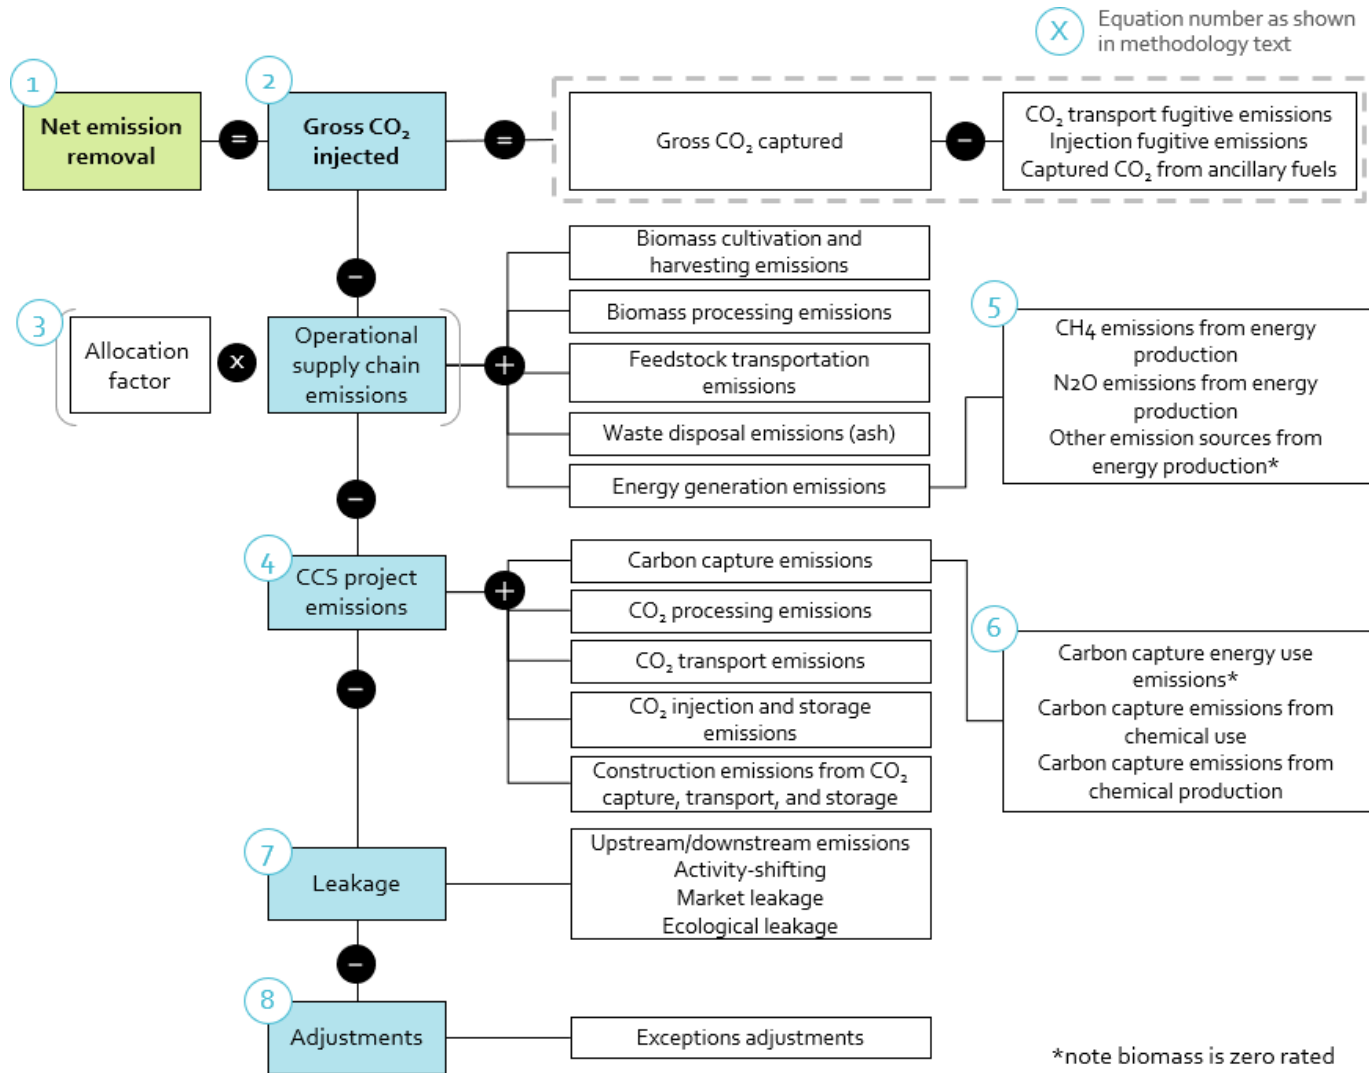 X
Equation number as shown
in methodology text
1
Net emission
removal
=
2
Gross CO₂
injected
=
Gross CO₂ captured
−
CO₂ transport fugitive emissions
Injection fugitive emissions
Captured CO₂ from ancillary fuels
−
3
Allocation
factor
x
Operational
supply chain
emissions
+
Biomass cultivation and
harvesting emissions
Biomass processing emissions
Feedstock transportation
emissions
Waste disposal emissions (ash)
Energy generation emissions
5
CH4 emissions from energy
production
N2O emissions from energy
production
Other emission sources from
energy production*
−
4
CCS project
emissions
+
Carbon capture emissions
CO₂ processing emissions
CO₂ transport emissions
CO₂ injection and storage
emissions
Construction emissions from CO₂
capture, transport, and storage
6
Carbon capture energy use
emissions*
Carbon capture emissions from
chemical use
Carbon capture emissions from
chemical production
−
7
Leakage
Upstream/downstream emissions
Activity-shifting
Market leakage
Ecological leakage
−
8
Adjustments
Exceptions adjustments
*note biomass is zero rated